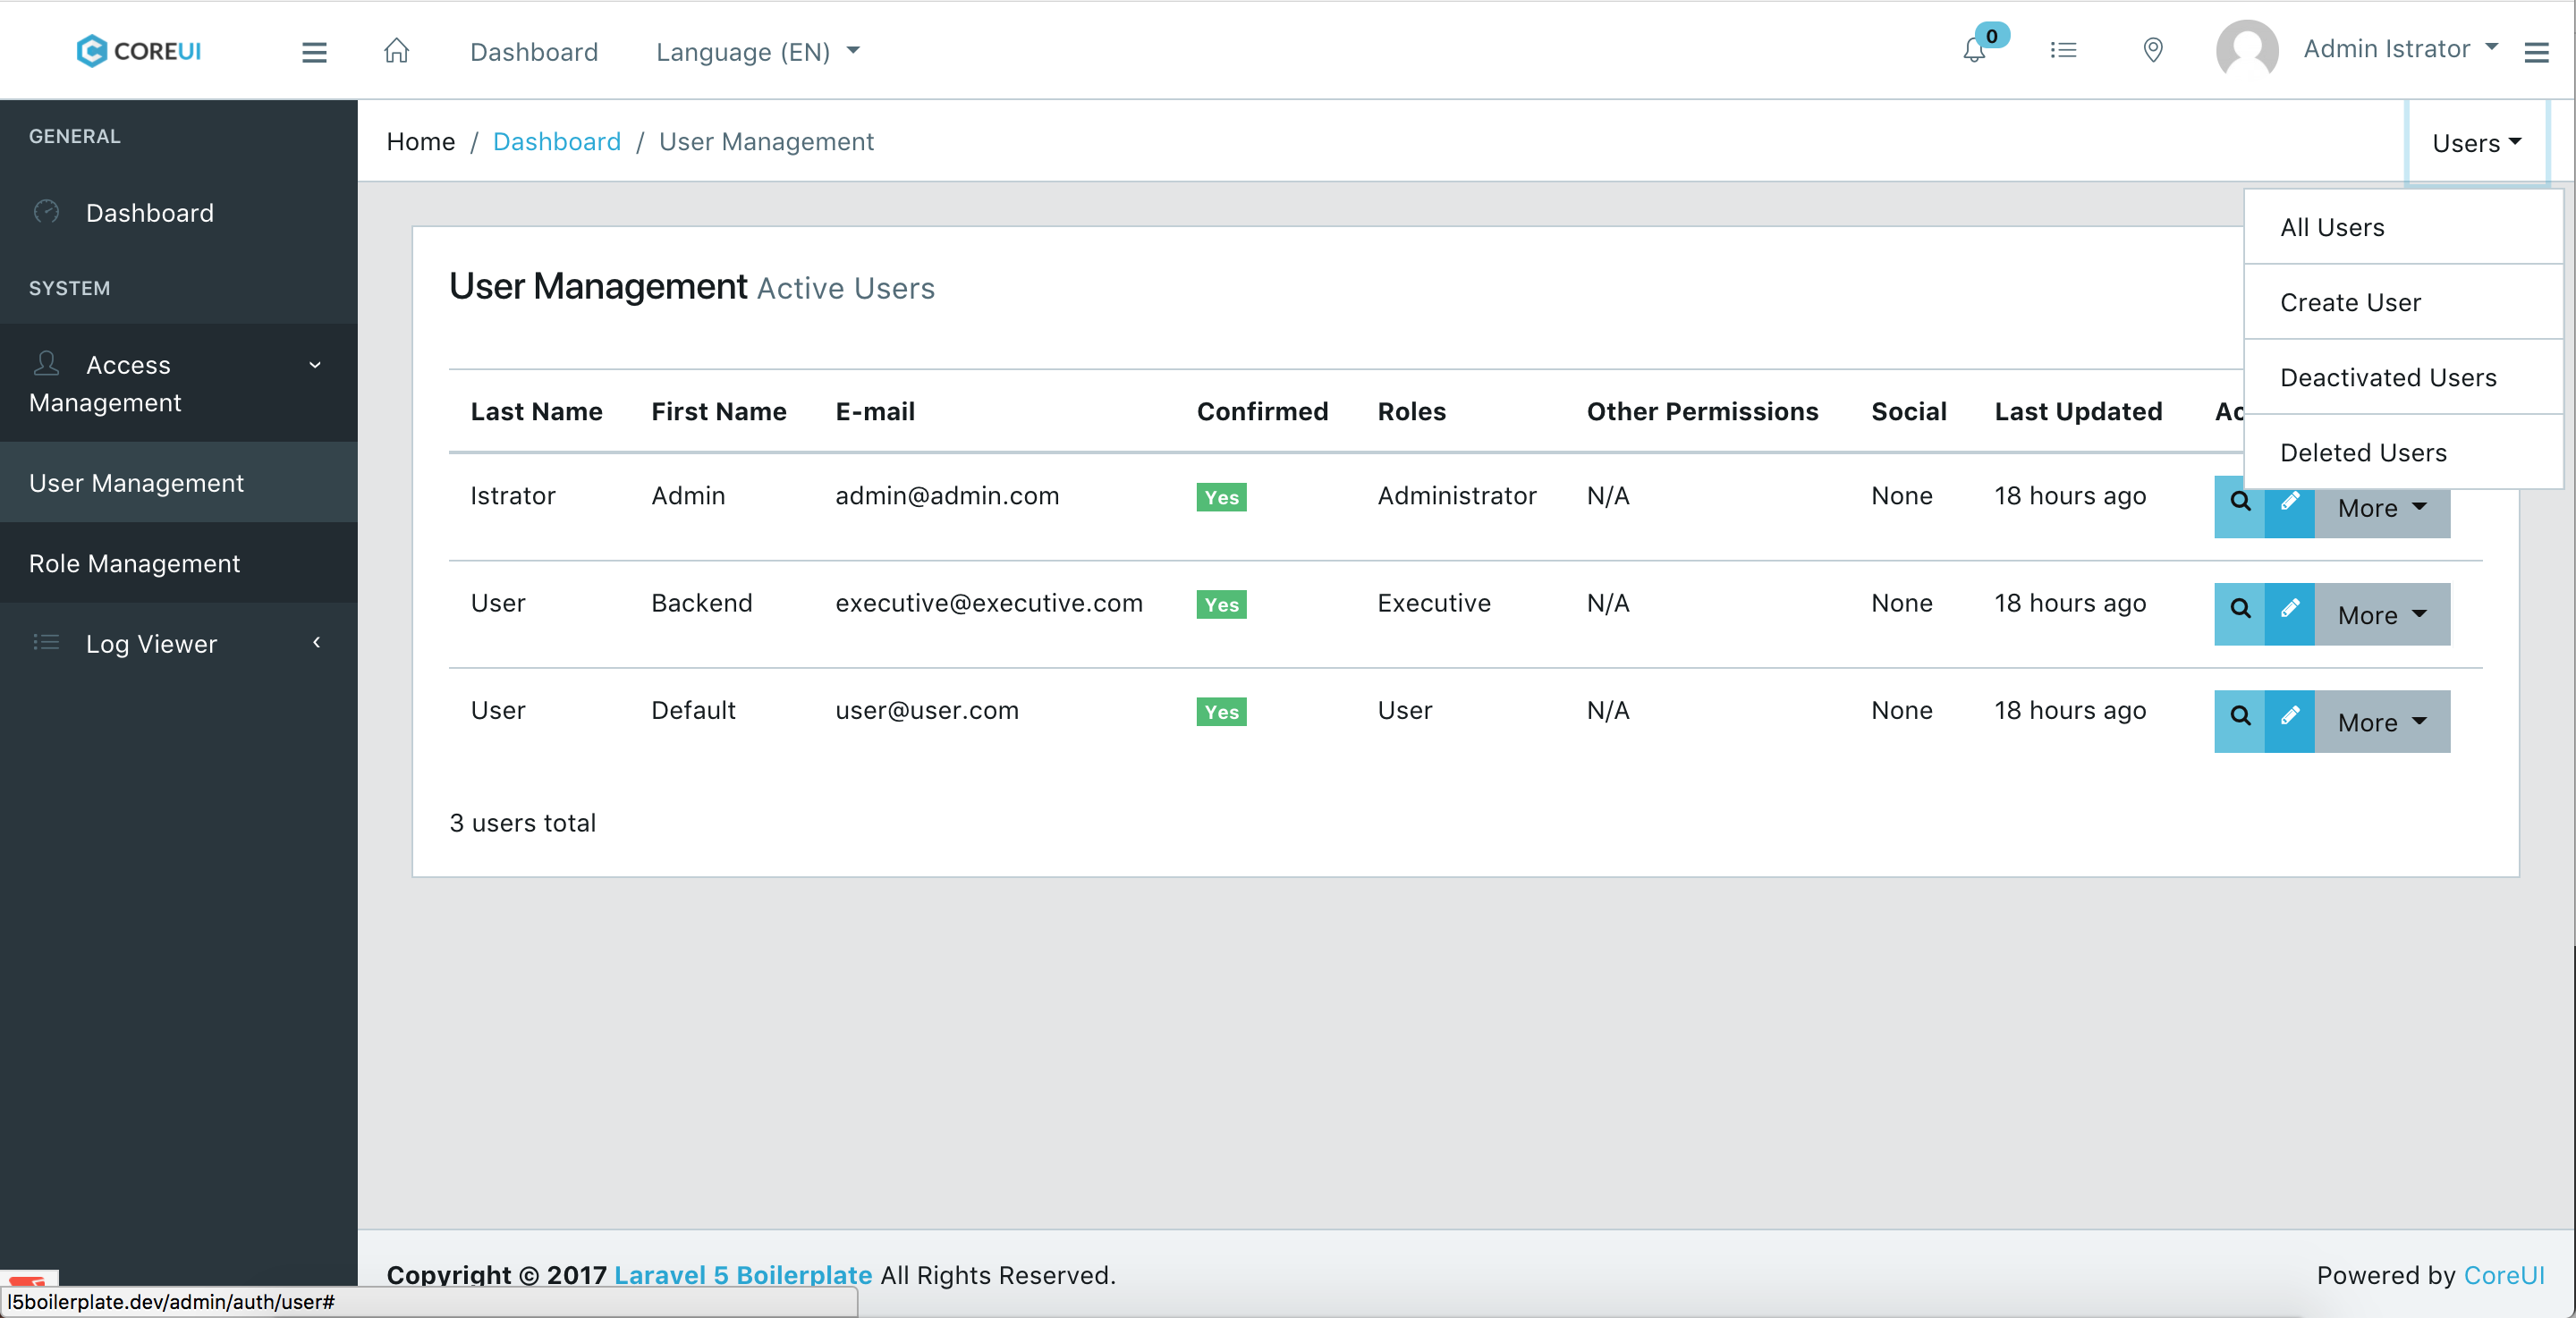 COREUI
Dashboard
Language (EN)
0
Admin Istrator
GENERAL
Dashboard
SYSTEM
Access
Management
User Management
Role Management
Log Viewer
Home / Dashboard / User Management
Users
All Users
Create User
Deactivated Users
Deleted Users
User Management Active Users
Last Name First Name E-mail Confirmed Roles Other Permissions Social Last Updated
Istrator Admin admin@admin.com Yes Administrator N/A None 18 hours ago More
User Backend executive@executive.com Yes Executive N/A None 18 hours ago More
User Default user@user.com Yes User N/A None 18 hours ago More
3 users total
Copyright © 2017 Laravel 5 Boilerplate All Rights Reserved.
Powered by CoreUI
l5boilerplate.dev/admin/auth/user#